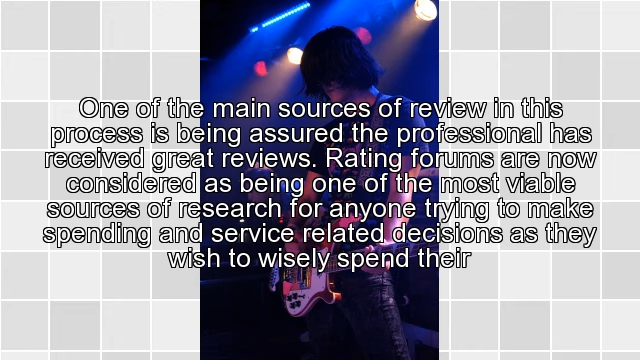 One of the main sources of review in this
process is being assured the professional has
received great reviews. Rating forums are now
considered as being one of the most viable
sources of research for anyone trying to make
spending and service related decisions as they
wish to wisely spend their